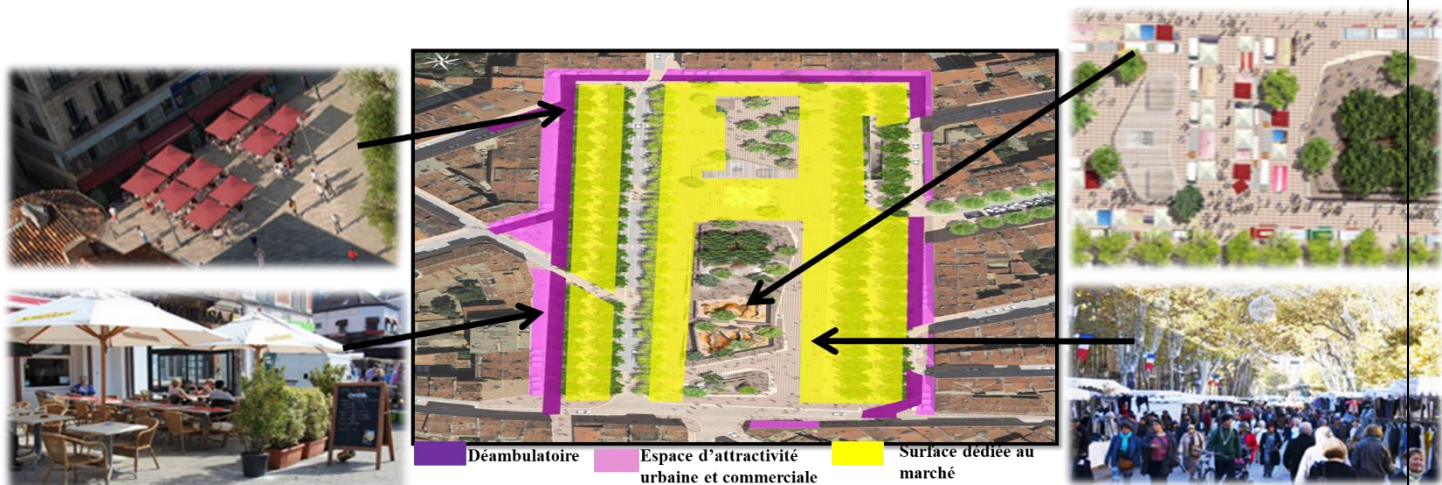 Déambulatoire
Espace d’attractivité
urbaine et commerciale
Surface dédiée au
marché